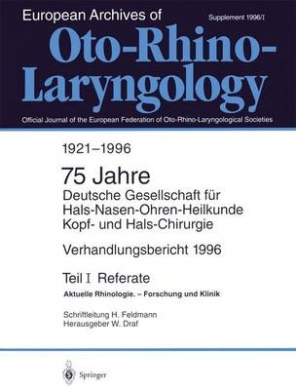 European Archives of
Supplement 1996/I
Oto-Rhino-
Laryngology
Official Journal of the European Federation of Oto-Rhino-Laryngological Societies
1921–1996
75 Jahre
Deutsche Gesellschaft für
Hals-Nasen-Ohren-Heilkunde
Kopf- und Hals-Chirurgie
Verhandlungsbericht 1996
Teil I Referate
Aktuelle Rhinologie. – Forschung und Klinik
Schriftleitung H. Feldmann
Herausgeber W. Draf
Springer